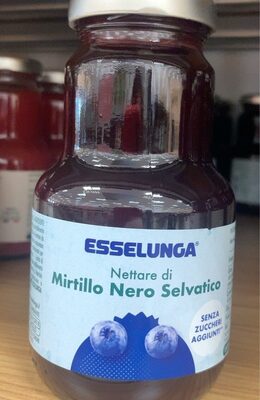 ESSELUNGA®
Nettare di
Mirtillo Nero Selvatico
SENZA
ZUCCHERI
AGGIUNTI